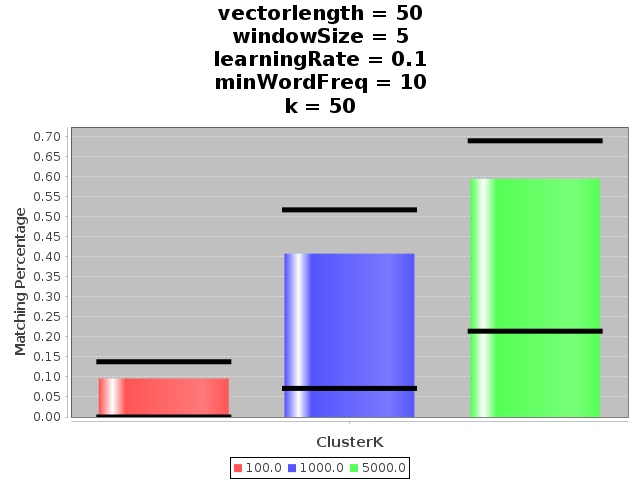 vectorlength = 50
windowSize = 5
learningRate = 0.1
minWordFreq = 10
k = 50
0.70
0.65
0.60
0.55
0.50
0.45
0.40
0.35
0.30
0.25
0.20
0.15
0.10
0.05
0.00
Matching Percentage
ClusterK
100.0 1000.0 5000.0